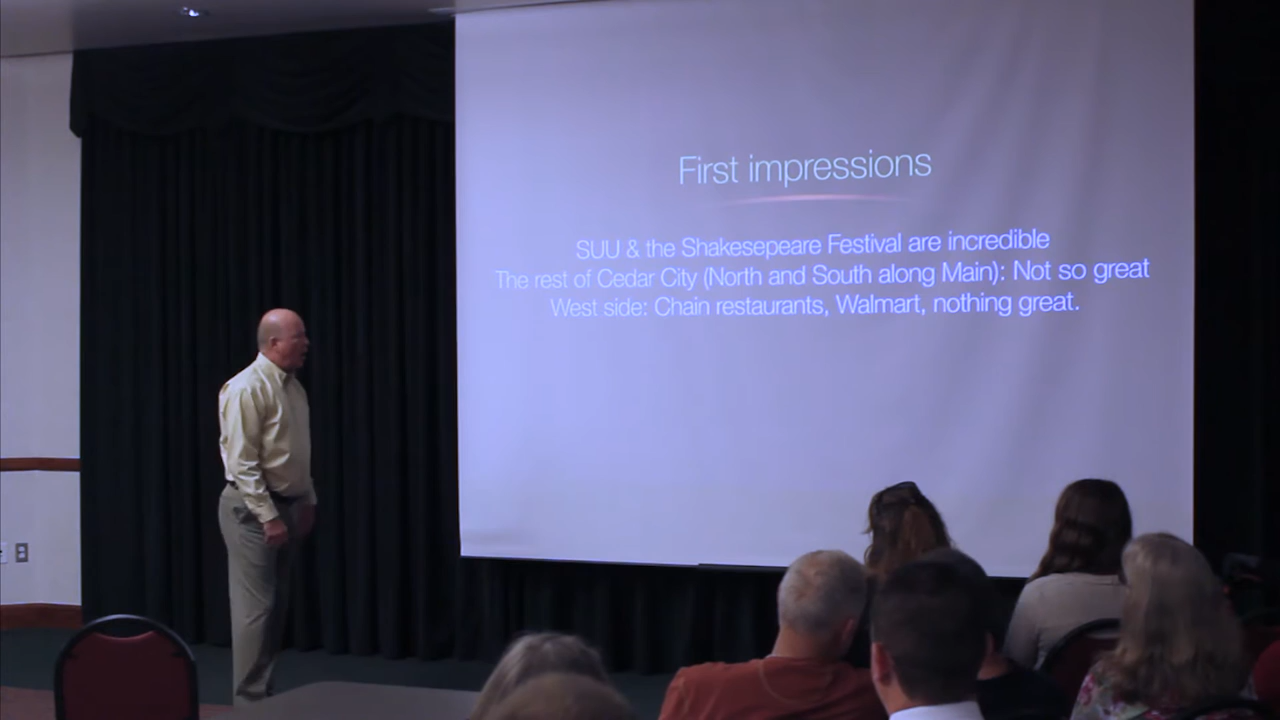 First impressions
SUU & the Shakesepeare Festival are incredible
The rest of Cedar City (North and South along Main): Not so great
West side: Chain restaurants, Walmart, nothing great.